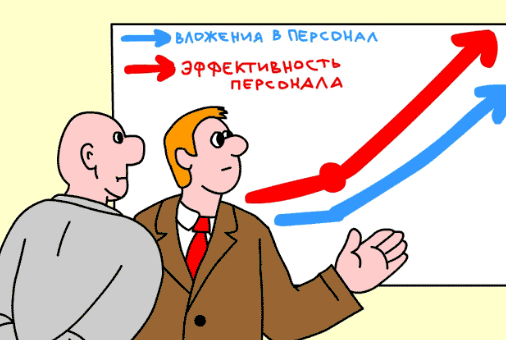 ВЛОЖЕНИЯ В ПЕРСОНАЛ
ЭФФЕКТИВНОСТЬ
ПЕРСОНАЛА